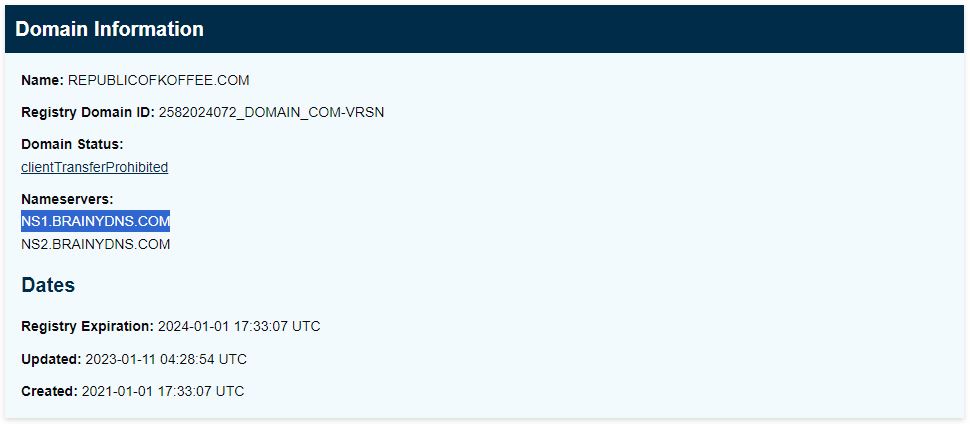 Domain Information
Name: REPUBLICOFKOFFEE.COM
Registry Domain ID: 2582024072_DOMAIN_COM-VRSN
Domain Status:
clientTransferProhibited
Nameservers:
NS1.BRAINYDNS.COM
NS2.BRAINYDNS.COM
Dates
Registry Expiration: 2024-01-01 17:33:07 UTC
Updated: 2023-01-11 04:28:54 UTC
Created: 2021-01-01 17:33:07 UTC